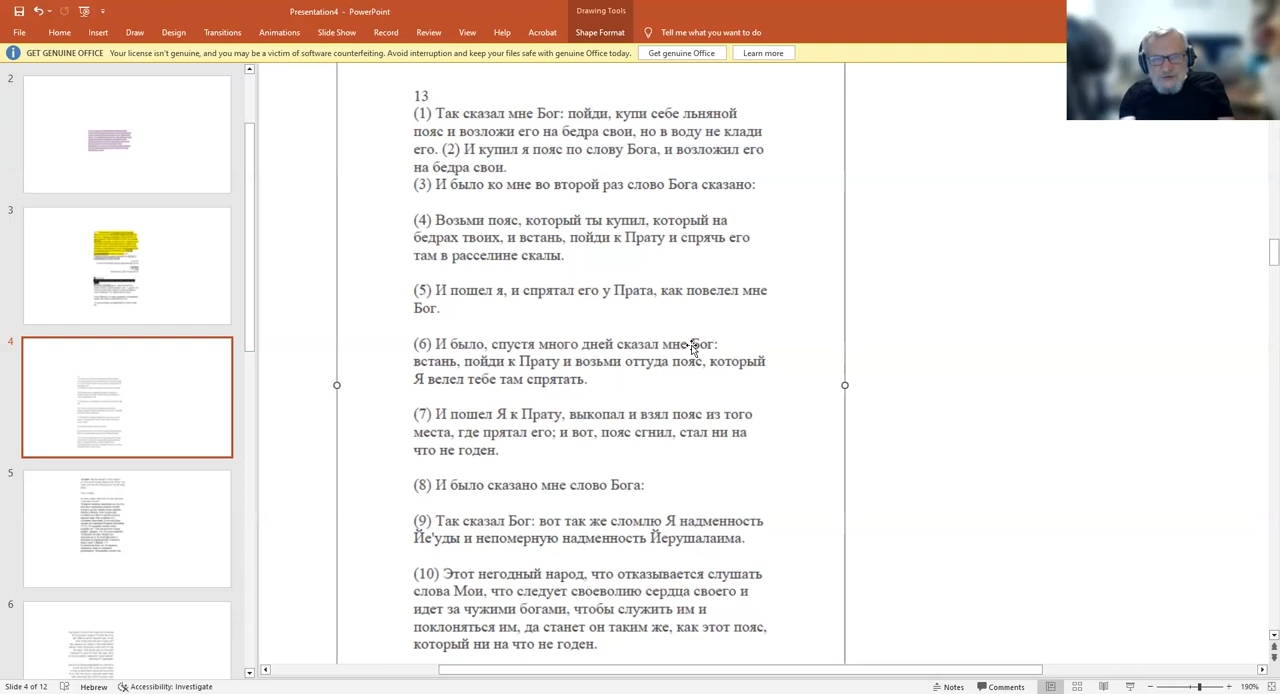 Presentation4 - PowerPoint
Drawing Tools
File Home Insert Draw Design Transitions Animations Slide Show Record Review View Help Acrobat Shape Format Tell me what you want to do
GET GENUINE OFFICE Your license isn't genuine, and you may be a victim of software counterfeiting. Avoid interruption and keep your files safe with genuine Office today. Get genuine Office Learn more
2
3
4
5
6
13
(1) Так сказал мне Бог: пойди, купи себе льняной
пояс и возложи его на бедра свои, но в воду не клади
его. (2) И купил я пояс по слову Бога, и возложил его
на бедра свои.
(3) И было ко мне во второй раз слово Бога сказано:
(4) Возьми пояс, который ты купил, который на
бедрах твоих, и встань, пойди к Прату и спрячь его
там в расселине скалы.
(5) И пошел я, и спрятал его у Прата, как повелел мне
Бог.
(6) И было, спустя много дней сказал мне Бог:
встань, пойди к Прату и возьми оттуда пояс, который
Я велел тебе там спрятать.
(7) И пошел Я к Прату, выкопал и взял пояс из того
места, где прятал его; и вот, пояс сгнил, стал ни на
что не годен.
(8) И было сказано мне слово Бога:
(9) Так сказал Бог: вот так же сломлю Я надменность
Йе'уды и непомерную надменность Йерушалаима.
(10) Этот негодный народ, что отказывается слушать
слова Мои, что следует своеволию сердца своего и
идет за чужими богами, чтобы служить им и
поклоняться им, да станет он таким же, как этот пояс,
который ни на что не годен.
Slide 4 of 12 Hebrew Accessibility: Investigate Notes Comments 190%